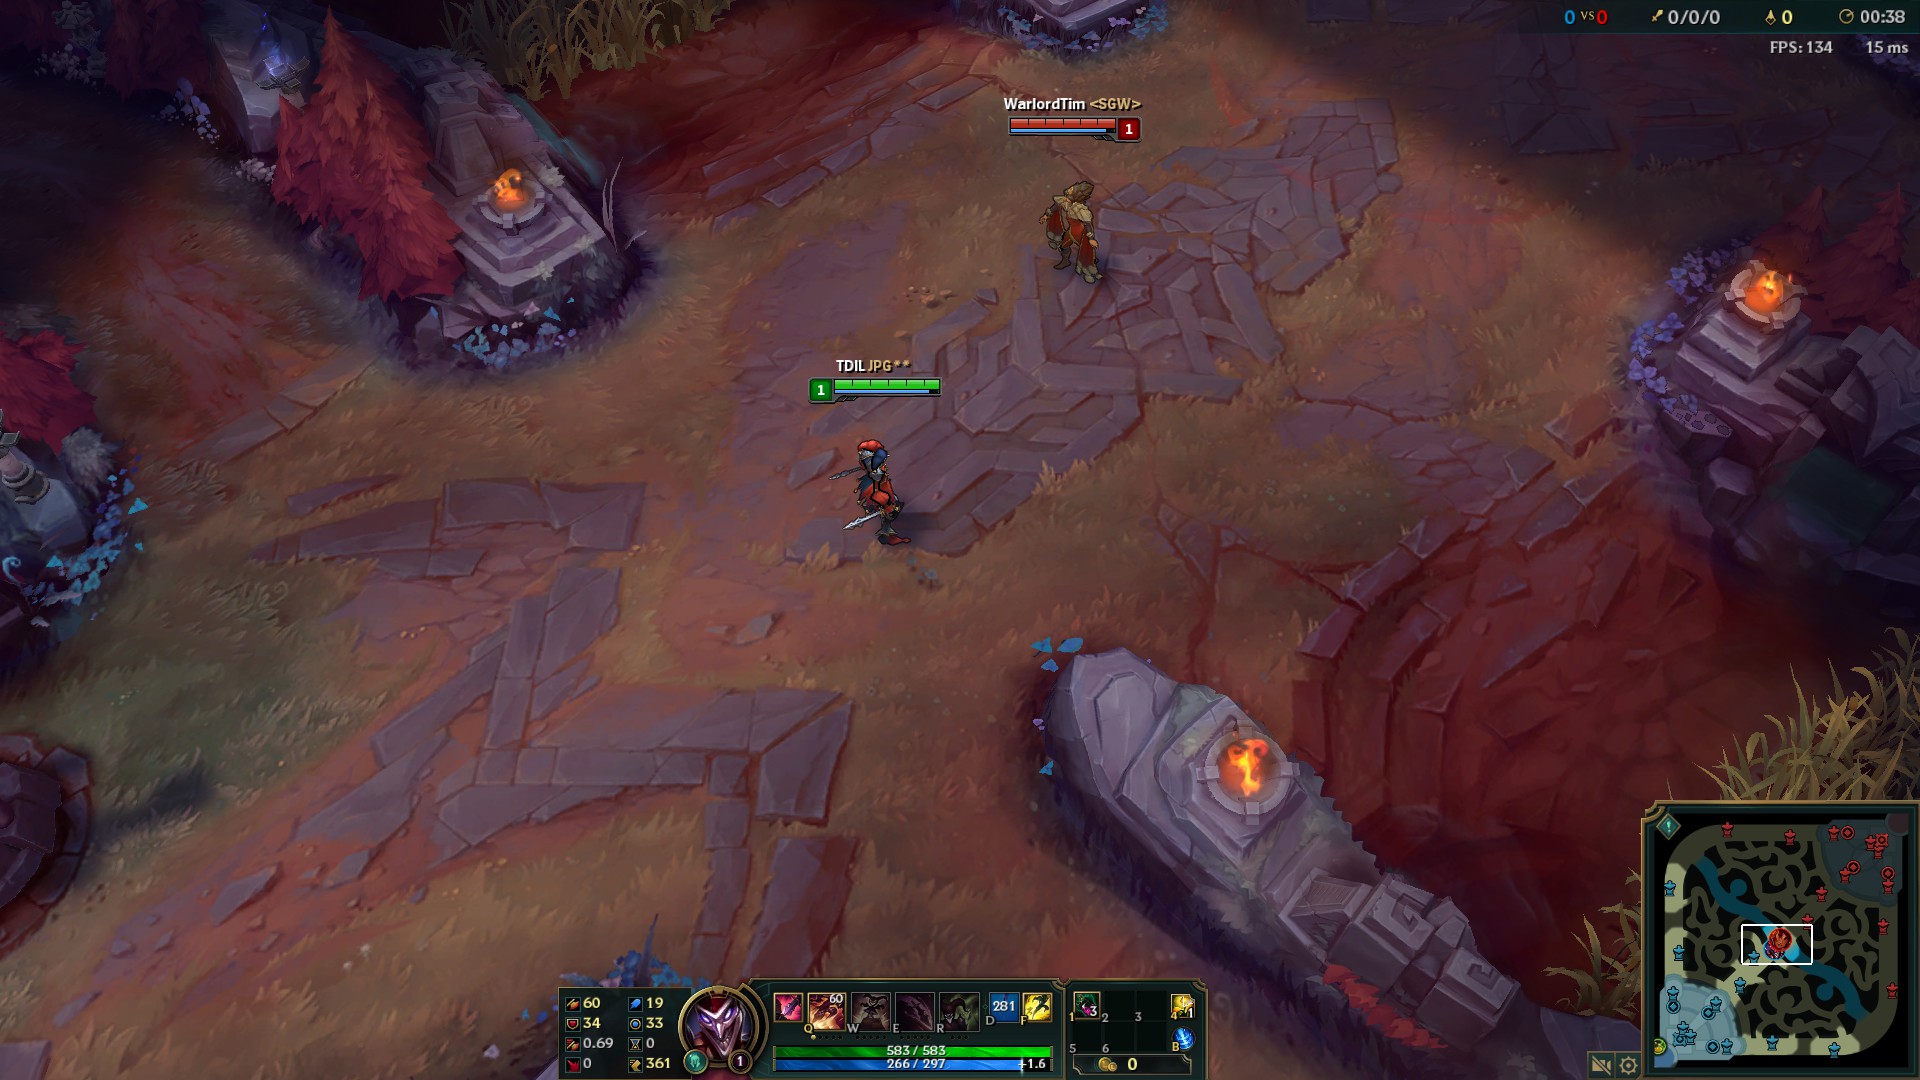 0 vs 0 0/0/0 0 00:38
FPS: 134 15 ms
WarlordTim <SGW>
1
TDIL JPG**
1
60 19
34 33
0.69 0
0 361
1
60
Q W E R
281
D F
583 / 583
266 / 297 +1.6
1 3 2 3 4 1
5 6 B
0